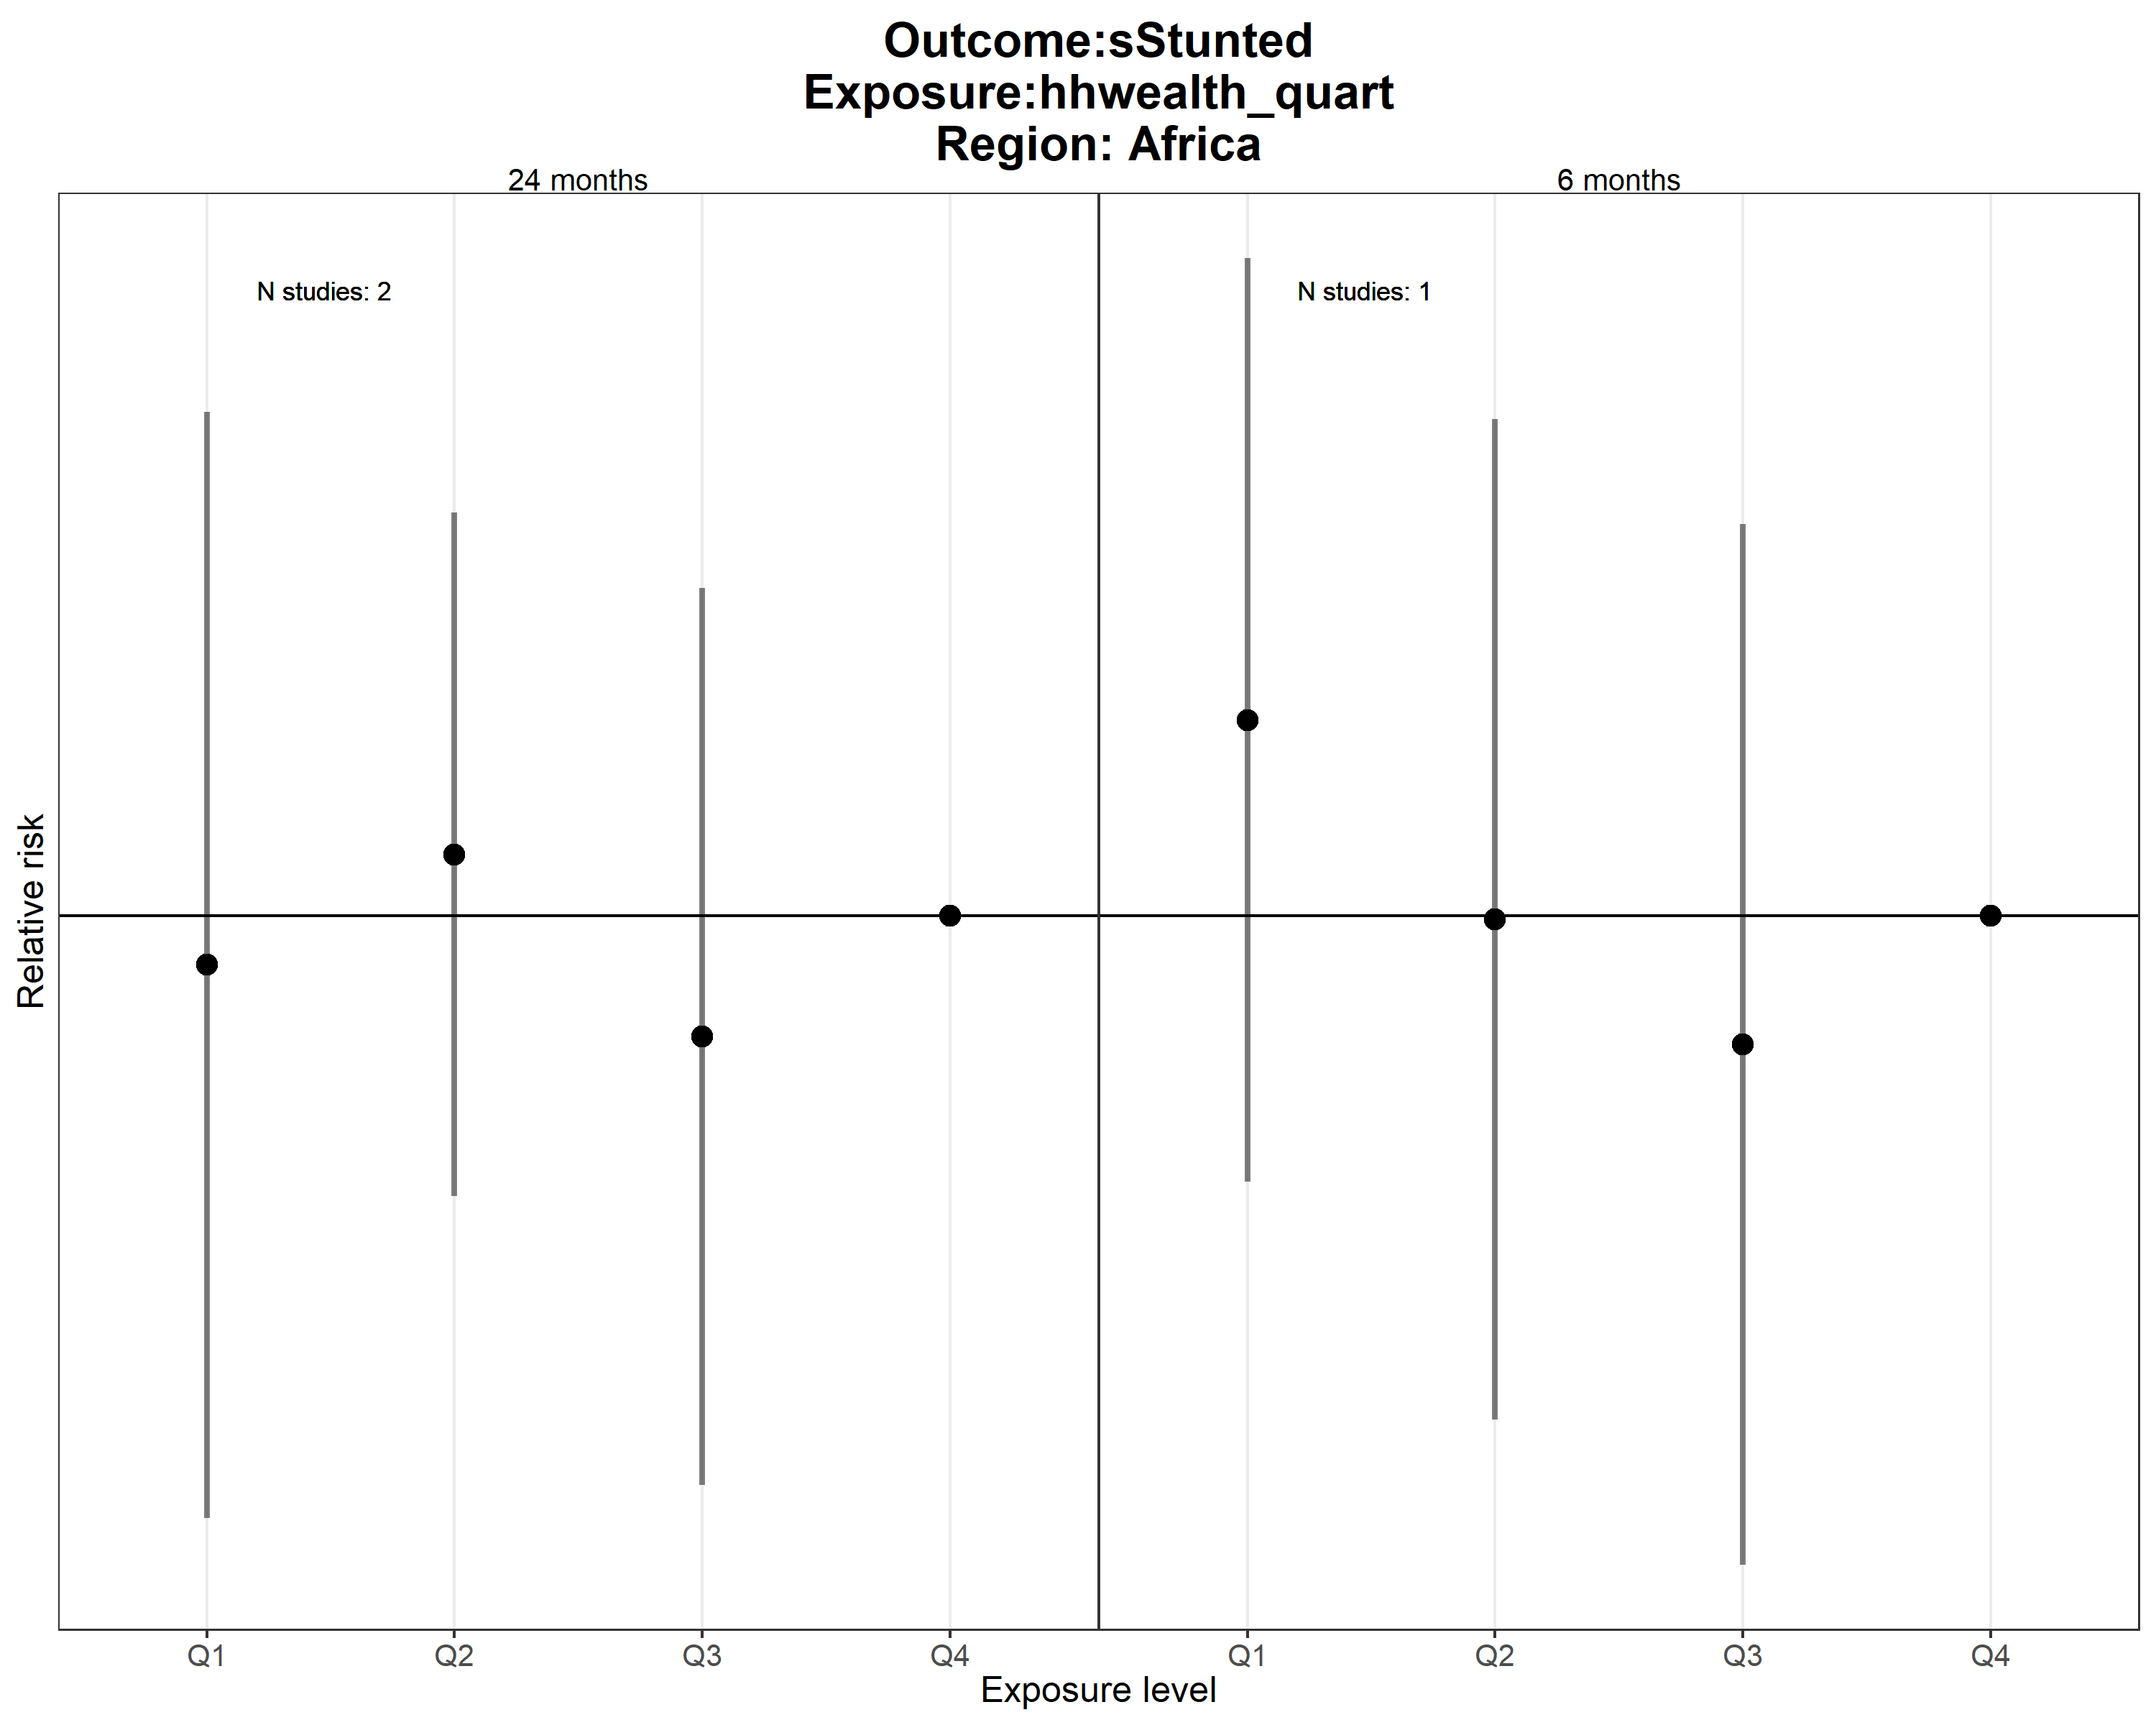 Outcome:sStunted
Exposure:hhwealth_quart
Region: Africa
24 months
6 months
N studies: 2
N studies: 1
Relative risk
Q1 Q2 Q3 Q4 Q1 Q2 Q3 Q4
Exposure level